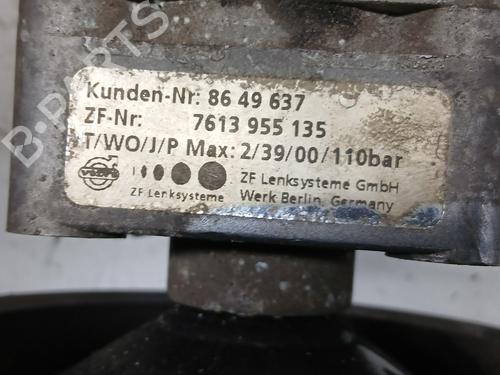 B-PARTS
Kunden-Nr: 86 49 637
ZF-Nr: 7613 955 135
T/WO/J/P Max: 2/39/00/110bar
VOLVO
ZF Lenksysteme GmbH
ZF Lenksysteme Werk Berlin, Germany